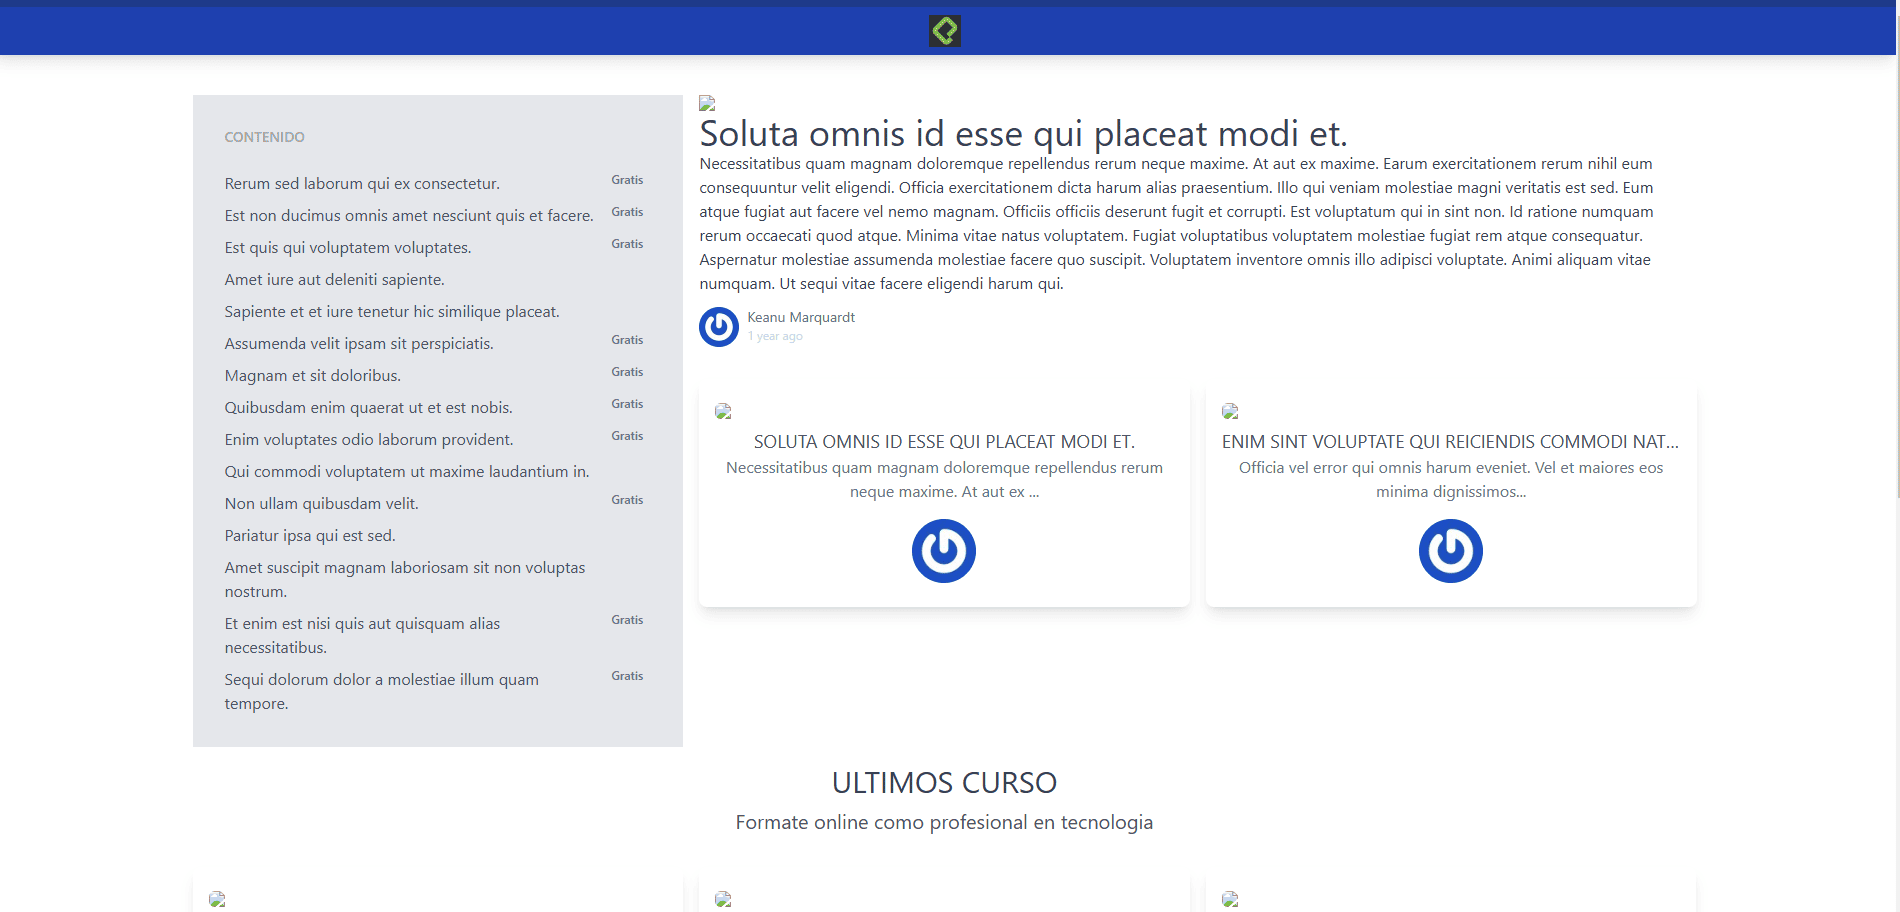 CONTENIDO
Rerum sed laborum qui ex consectetur. Gratis
Est non ducimus omnis amet nesciunt quis et facere. Gratis
Est quis qui voluptatem voluptates. Gratis
Amet iure aut deleniti sapiente.
Sapiente et et iure tenetur hic similique placeat.
Assumenda velit ipsam sit perspiciatis. Gratis
Magnam et sit doloribus. Gratis
Quibusdam enim quaerat ut et est nobis. Gratis
Enim voluptates odio laborum provident. Gratis
Qui commodi voluptatem ut maxime laudantium in.
Non ullam quibusdam velit. Gratis
Pariatur ipsa qui est sed.
Amet suscipit magnam laboriosam sit non voluptas
nostrum.
Et enim est nisi quis aut quisquam alias Gratis
necessitatibus.
Sequi dolorum dolor a molestiae illum quam Gratis
tempore.
Soluta omnis id esse qui placeat modi et.
Necessitatibus quam magnam doloremque repellendus rerum neque maxime. At aut ex maxime. Earum exercitationem rerum nihil eum
consequuntur velit eligendi. Officia exercitationem dicta harum alias praesentium. Illo qui veniam molestiae magni veritatis est sed. Eum
atque fugiat aut facere vel nemo magnam. Officiis officiis deserunt fugit et corrupti. Est voluptatum qui in sint non. Id ratione numquam
rerum occaecati quod atque. Minima vitae natus voluptatem. Fugiat voluptatibus voluptatem molestiae fugiat rem atque consequatur.
Aspernatur molestiae assumenda molestiae facere quo suscipit. Voluptatem inventore omnis illo adipisci voluptate. Animi aliquam vitae
numquam. Ut sequi vitae facere eligendi harum qui.
Keanu Marquardt
1 year ago
SOLUTA OMNIS ID ESSE QUI PLACEAT MODI ET.
Necessitatibus quam magnam doloremque repellendus rerum
neque maxime. At aut ex ...
ENIM SINT VOLUPTATE QUI REICIENDIS COMMODI NAT...
Officia vel error qui omnis harum eveniet. Vel et maiores eos
minima dignissimos...
ULTIMOS CURSO
Formate online como profesional en tecnologia